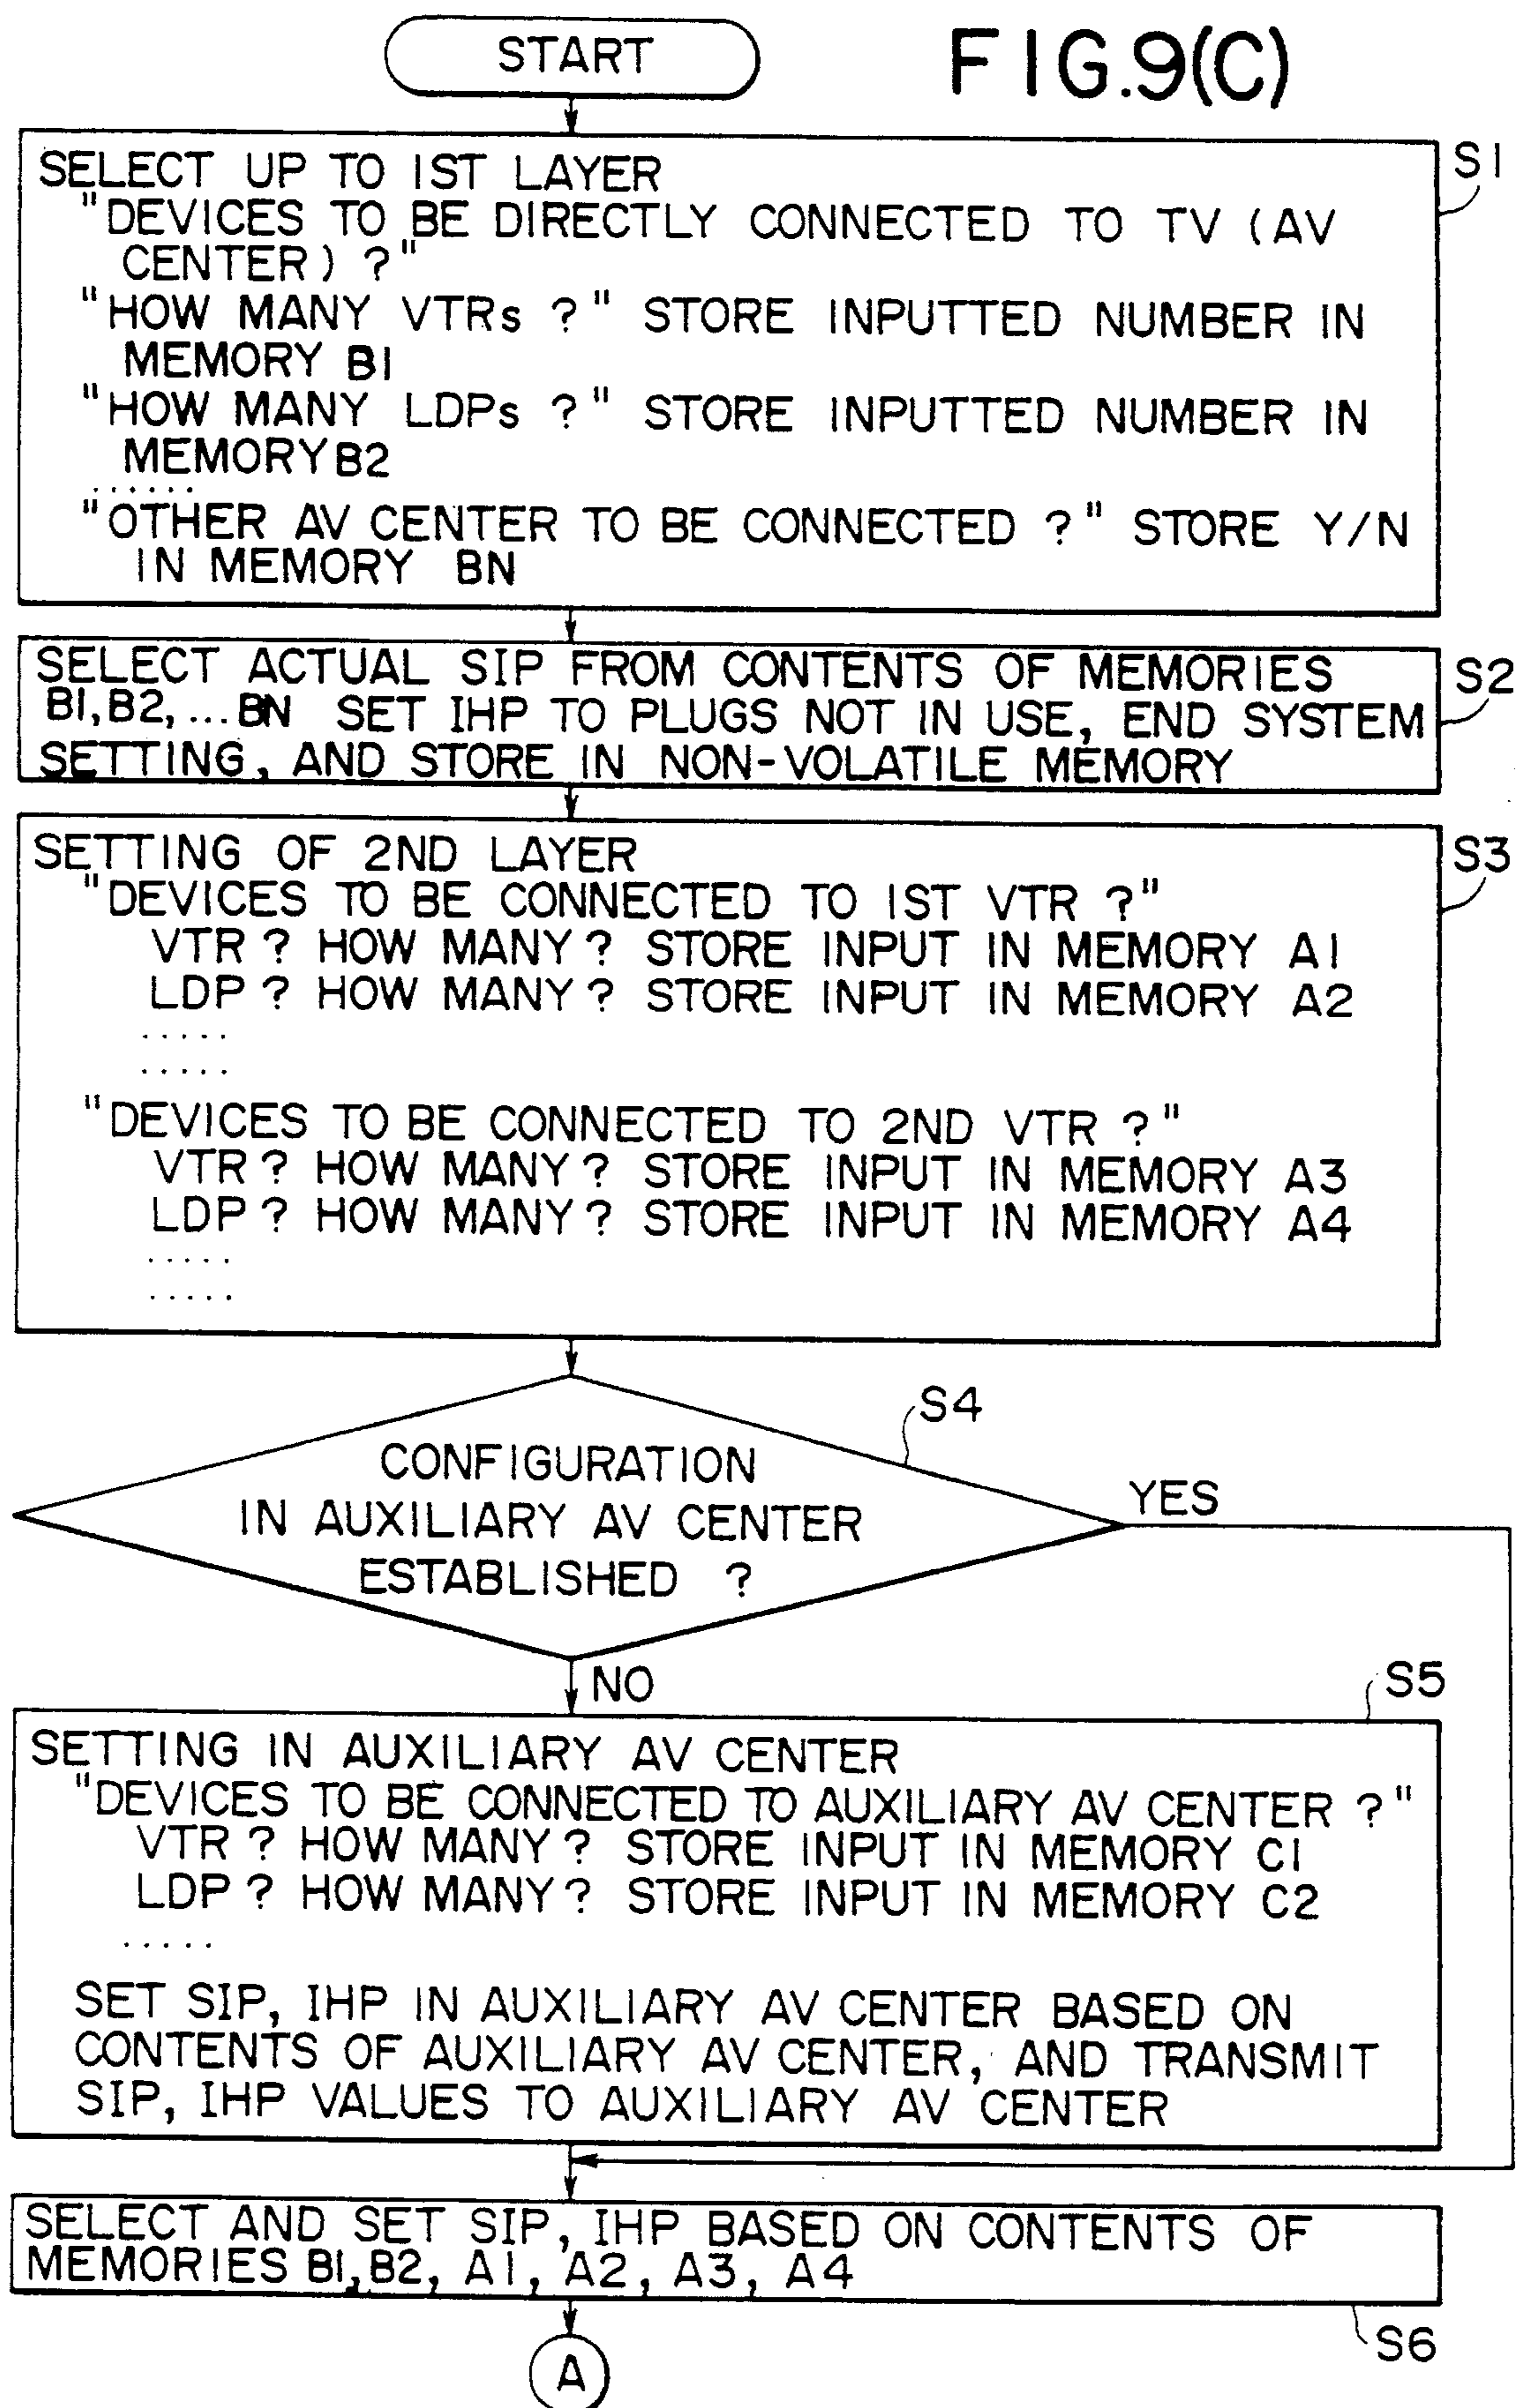 START
FIG.9(C)
SELECT UP TO 1ST LAYER
"DEVICES TO BE DIRECTLY CONNECTED TO TV (AV
CENTER) ?"
"HOW MANY VTRs ?" STORE INPUTTED NUMBER IN
MEMORY B1
"HOW MANY LDPs ?" STORE INPUTTED NUMBER IN
MEMORY B2
......
"OTHER AV CENTER TO BE CONNECTED ?" STORE Y/N
IN MEMORY BN
S1
SELECT ACTUAL SIP FROM CONTENTS OF MEMORIES
B1, B2, ... BN SET IHP TO PLUGS NOT IN USE, END SYSTEM
SETTING, AND STORE IN NON-VOLATILE MEMORY
S2
SETTING OF 2ND LAYER
"DEVICES TO BE CONNECTED TO 1ST VTR ?"
VTR ? HOW MANY ? STORE INPUT IN MEMORY A1
LDP ? HOW MANY ? STORE INPUT IN MEMORY A2
.....
.....
"DEVICES TO BE CONNECTED TO 2ND VTR ?"
VTR ? HOW MANY ? STORE INPUT IN MEMORY A3
LDP ? HOW MANY ? STORE INPUT IN MEMORY A4
.....
.....
S3
S4
CONFIGURATION
IN AUXILIARY AV CENTER
ESTABLISHED ?
YES
NO
S5
SETTING IN AUXILIARY AV CENTER
"DEVICES TO BE CONNECTED TO AUXILIARY AV CENTER ?"
VTR ? HOW MANY ? STORE INPUT IN MEMORY C1
LDP ? HOW MANY ? STORE INPUT IN MEMORY C2
.....
SET SIP, IHP IN AUXILIARY AV CENTER BASED ON
CONTENTS OF AUXILIARY AV CENTER, AND TRANSMIT
SIP, IHP VALUES TO AUXILIARY AV CENTER
SELECT AND SET SIP, IHP BASED ON CONTENTS OF
MEMORIES B1, B2, A1, A2, A3, A4
S6
A